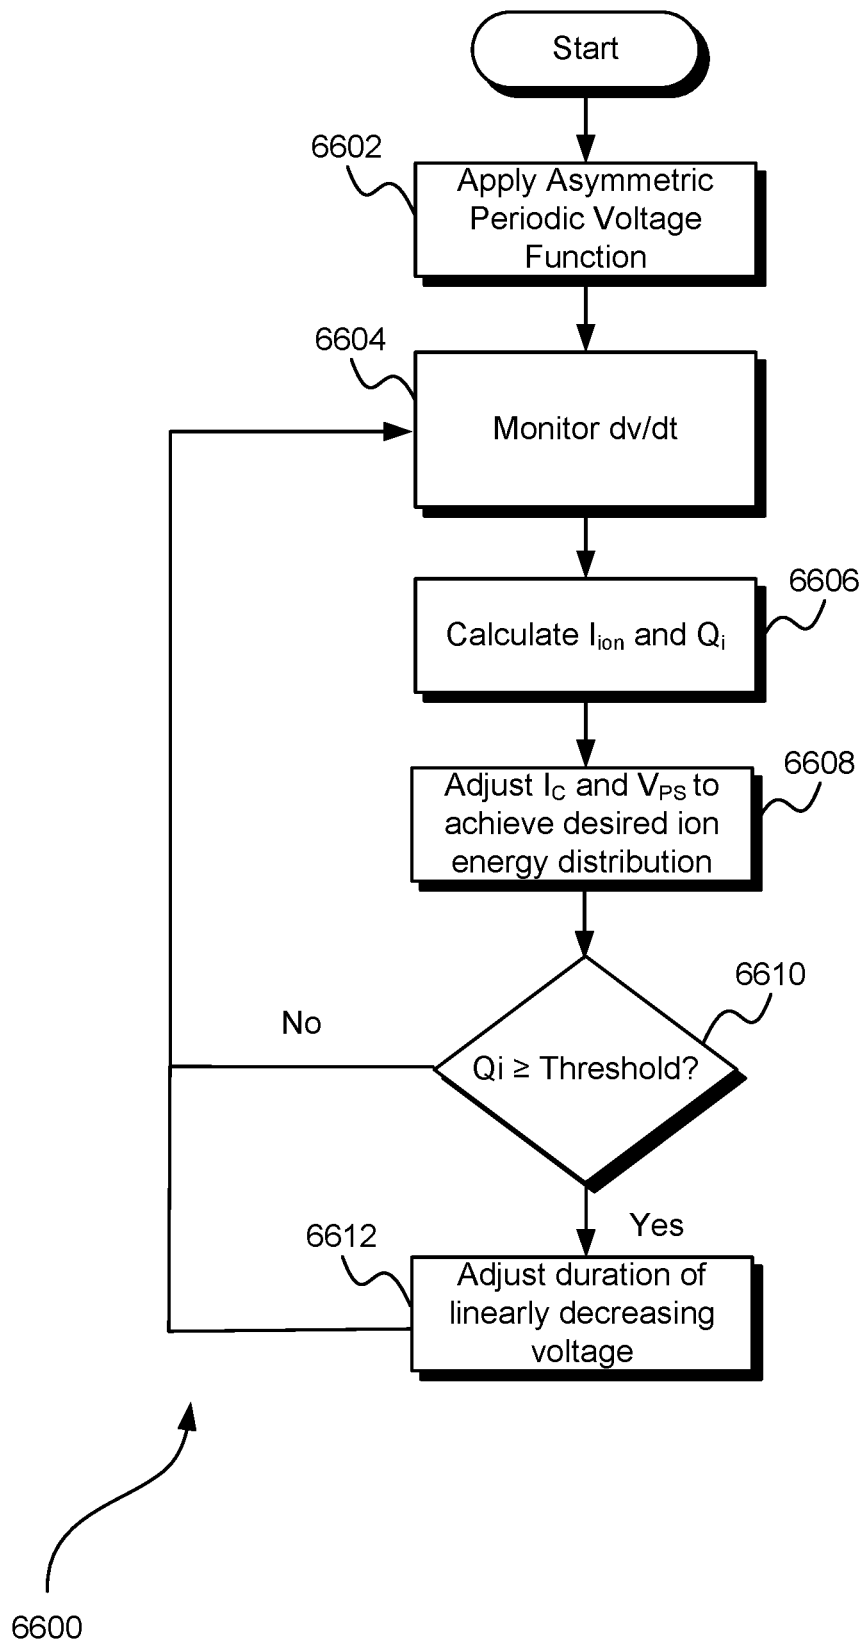 Start
6602
Apply Asymmetric
Periodic Voltage
Function
6604
Monitor dv/dt
6606
Calculate Iion and Qi
6608
Adjust IC and VPS to
achieve desired ion
energy distribution
6610
No
Qi ≥ Threshold?
Yes
6612
Adjust duration of
linearly decreasing
voltage
6600